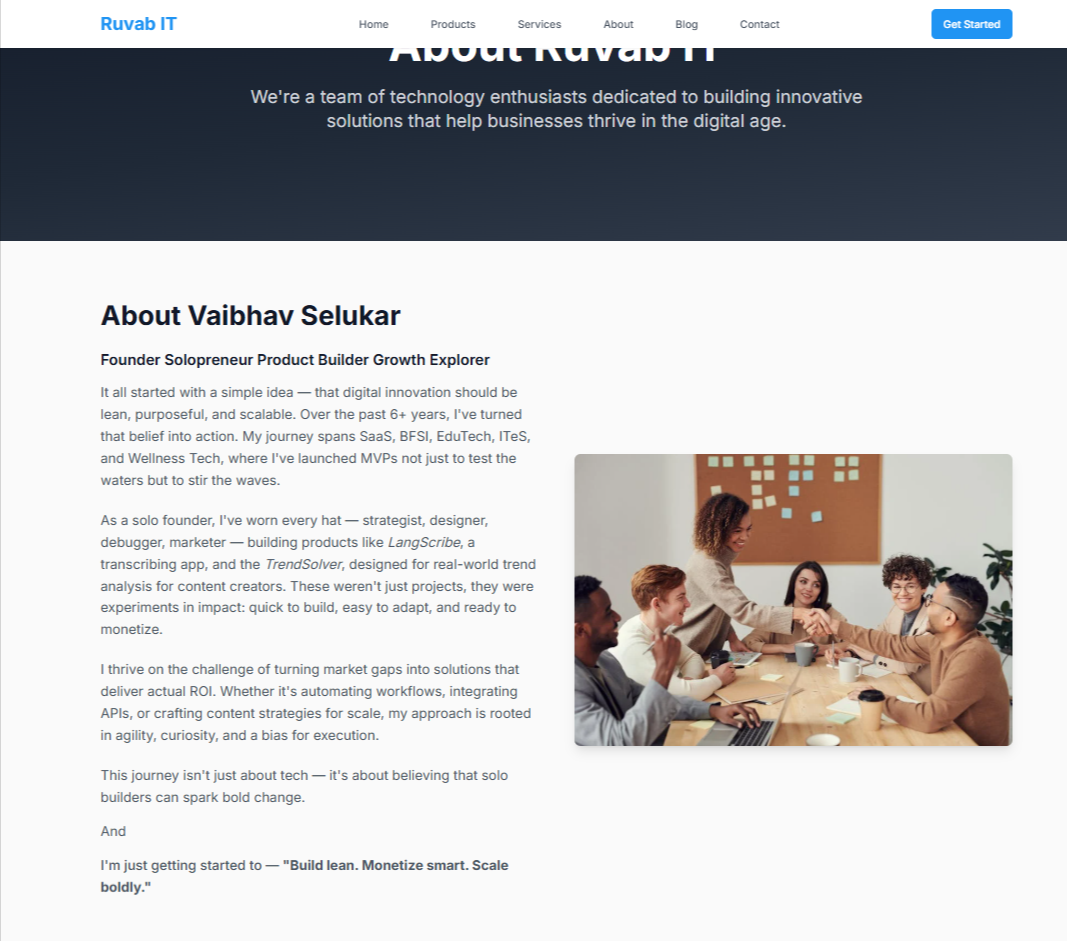 Ruvab IT
Home
Products
Services
About
Blog
Contact
Get Started
About Ruvab IT
We're a team of technology enthusiasts dedicated to building innovative
solutions that help businesses thrive in the digital age.
About Vaibhav Selukar
Founder Solopreneur Product Builder Growth Explorer
It all started with a simple idea — that digital innovation should be
lean, purposeful, and scalable. Over the past 6+ years, I've turned
that belief into action. My journey spans SaaS, BFSI, EduTech, ITeS,
and Wellness Tech, where I've launched MVPs not just to test the
waters but to stir the waves.
As a solo founder, I've worn every hat — strategist, designer,
debugger, marketer — building products like LangScribe, a
transcribing app, and the TrendSolver, designed for real-world trend
analysis for content creators. These weren't just projects, they were
experiments in impact: quick to build, easy to adapt, and ready to
monetize.
I thrive on the challenge of turning market gaps into solutions that
deliver actual ROI. Whether it's automating workflows, integrating
APIs, or crafting content strategies for scale, my approach is rooted
in agility, curiosity, and a bias for execution.
This journey isn't just about tech — it's about believing that solo
builders can spark bold change.
And
I'm just getting started to — "Build lean. Monetize smart. Scale
boldly."